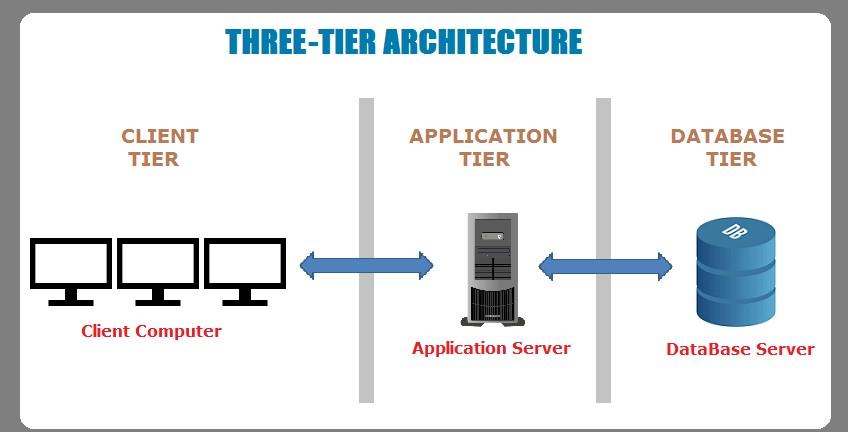 THREE-TIER ARCHITECTURE
CLIENT
TIER
APPLICATION
TIER
DATABASE
TIER
DB
Client Computer
Application Server
DataBase Server